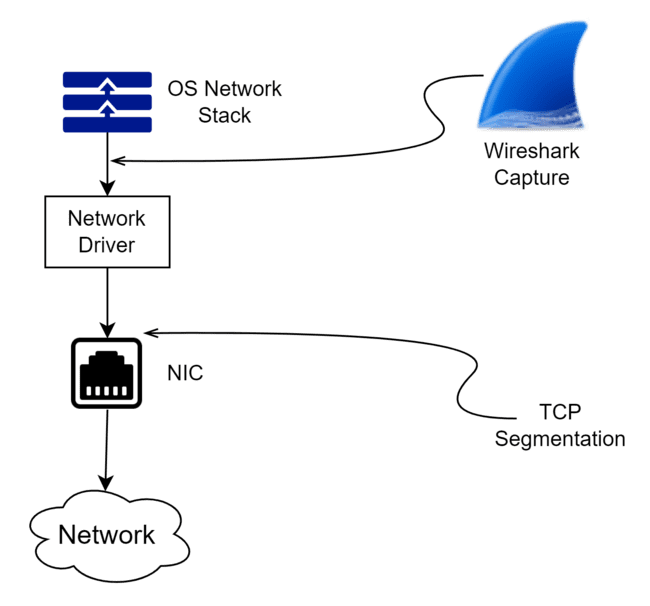 OS Network
Stack
Wireshark
Capture
Network
Driver
NIC
TCP
Segmentation
Network